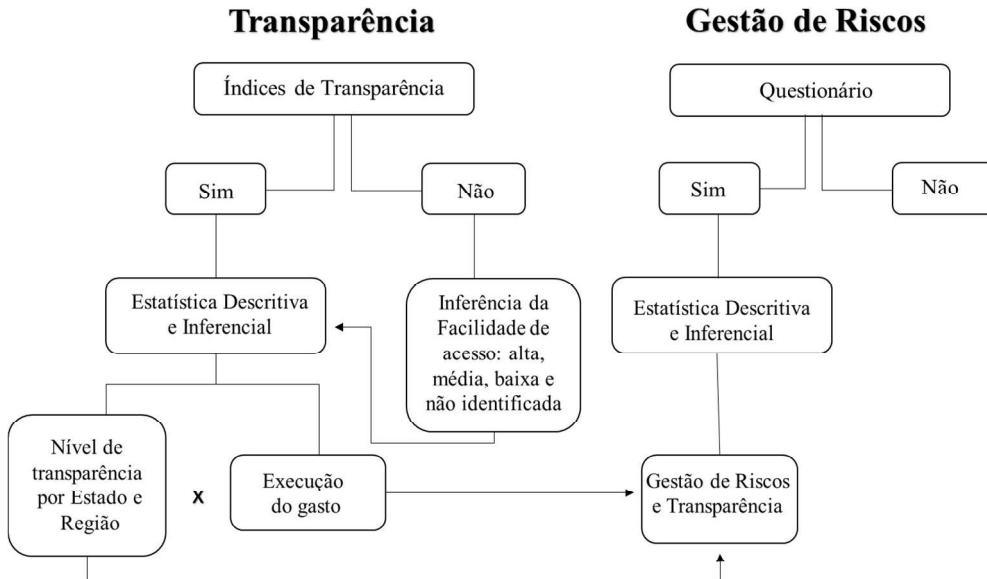 Transparência
Gestão de Riscos
Índices de Transparência
Questionário
Sim
Não
Sim
Não
Estatística Descritiva
e Inferencial
Inferência da
Facilidade de
acesso: alta,
média, baixa e
não identificada
Estatística Descritiva
e Inferencial
Nível de
transparência
por Estado e
Região
X
Execução
do gasto
Gestão de Riscos
e Transparência